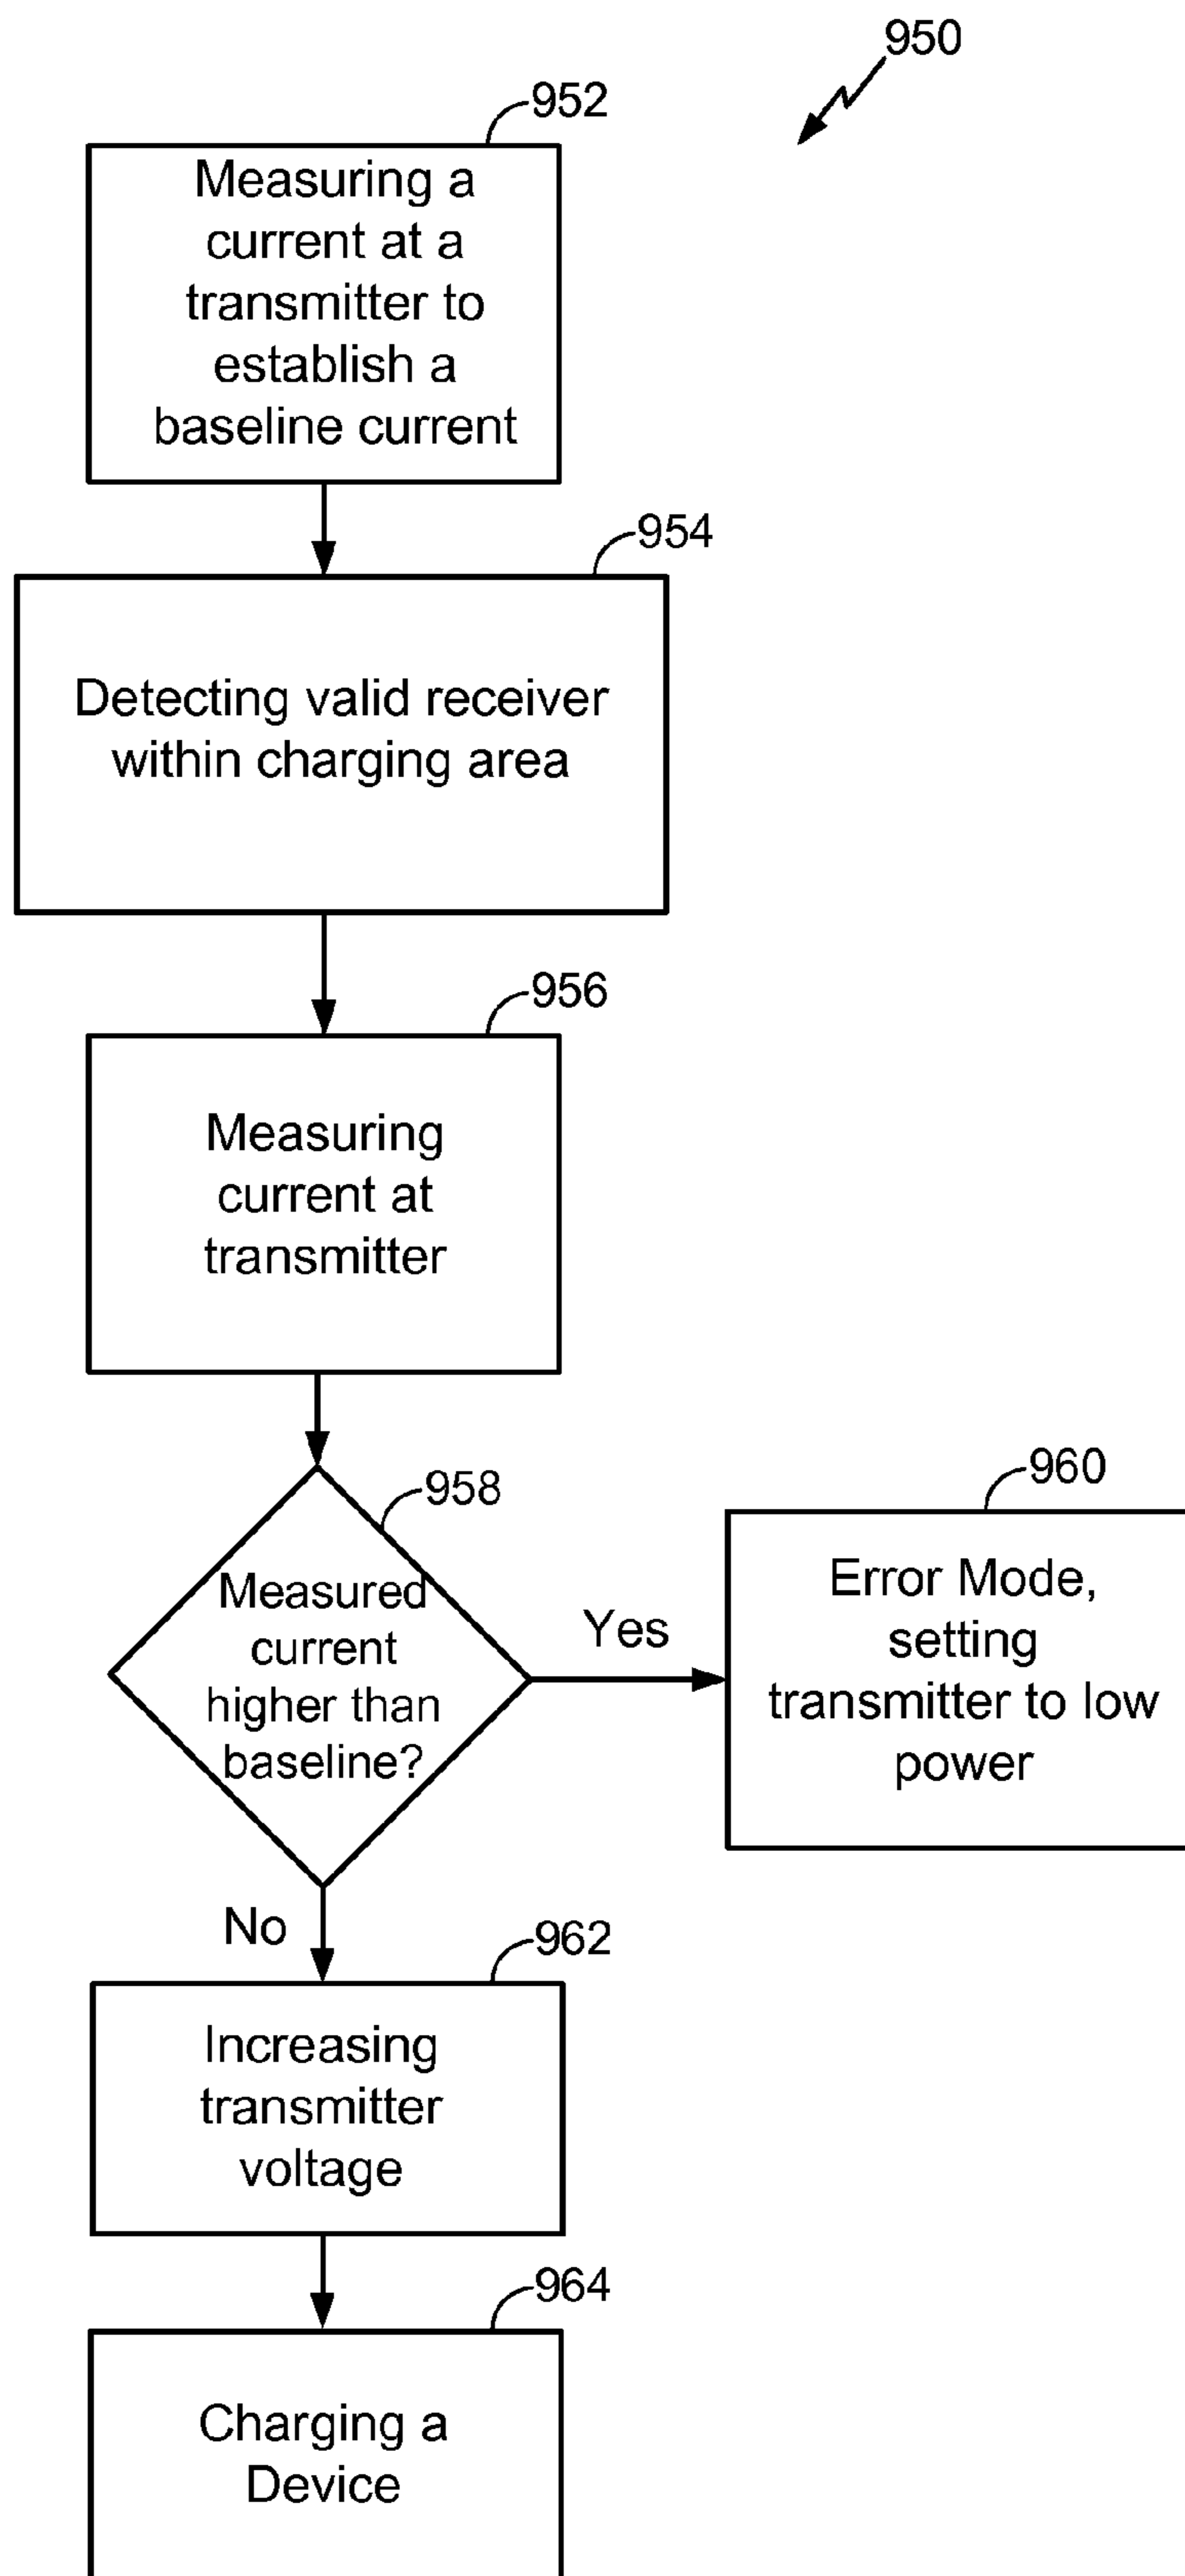 950
952
Measuring a
current at a
transmitter to
establish a
baseline current
954
Detecting valid receiver
within charging area
956
Measuring
current at
transmitter
958
Measured
current
higher than
baseline?
Yes
960
Error Mode,
setting
transmitter to low
power
No
962
Increasing
transmitter
voltage
964
Charging a
Device